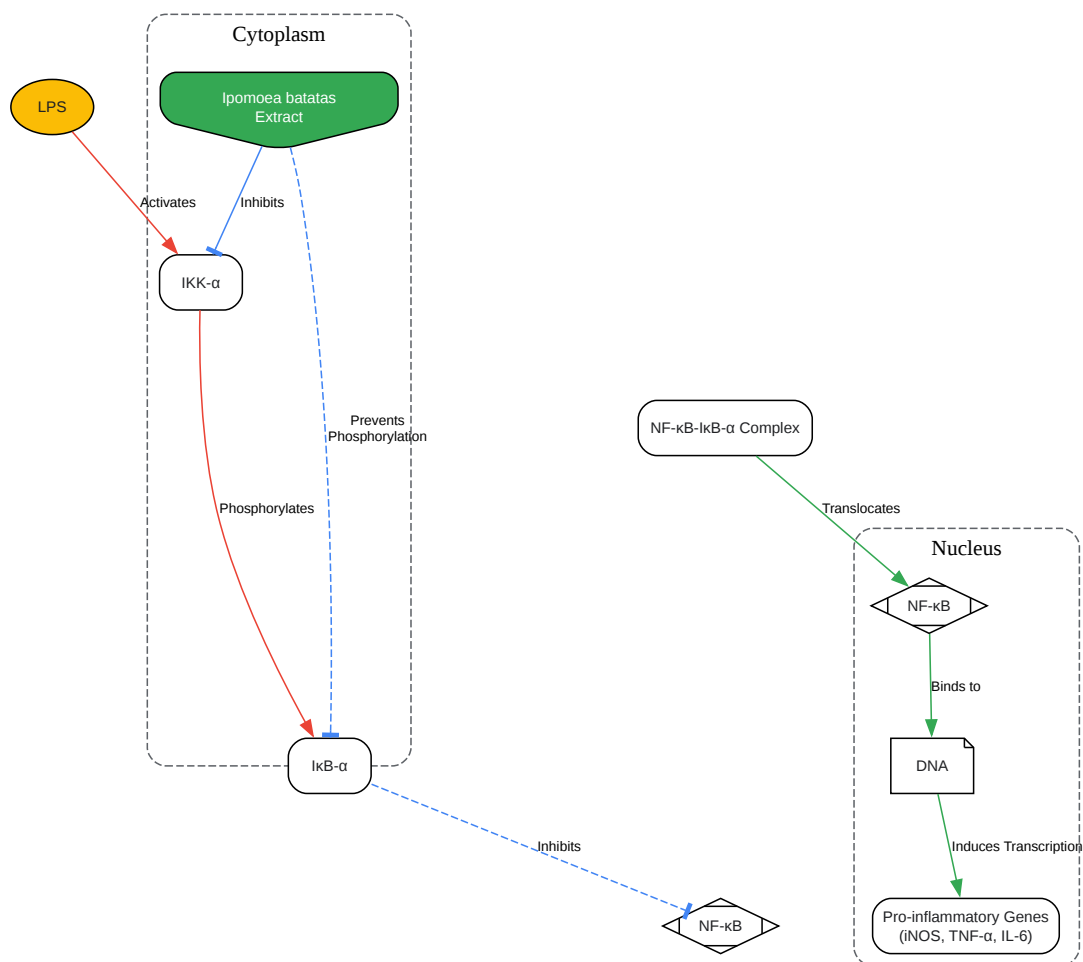 Cytoplasm
LPS
Ipomoea batatas
Extract
Activates
Inhibits
IKK-α
Prevents
Phosphorylation
NF-κB-IκB-α Complex
Phosphorylates
Translocates
Nucleus
NF-κB
Binds to
IκB-α
DNA
Inhibits
Induces Transcription
NF-κB
Pro-inflammatory Genes
(iNOS, TNF-α, IL-6)